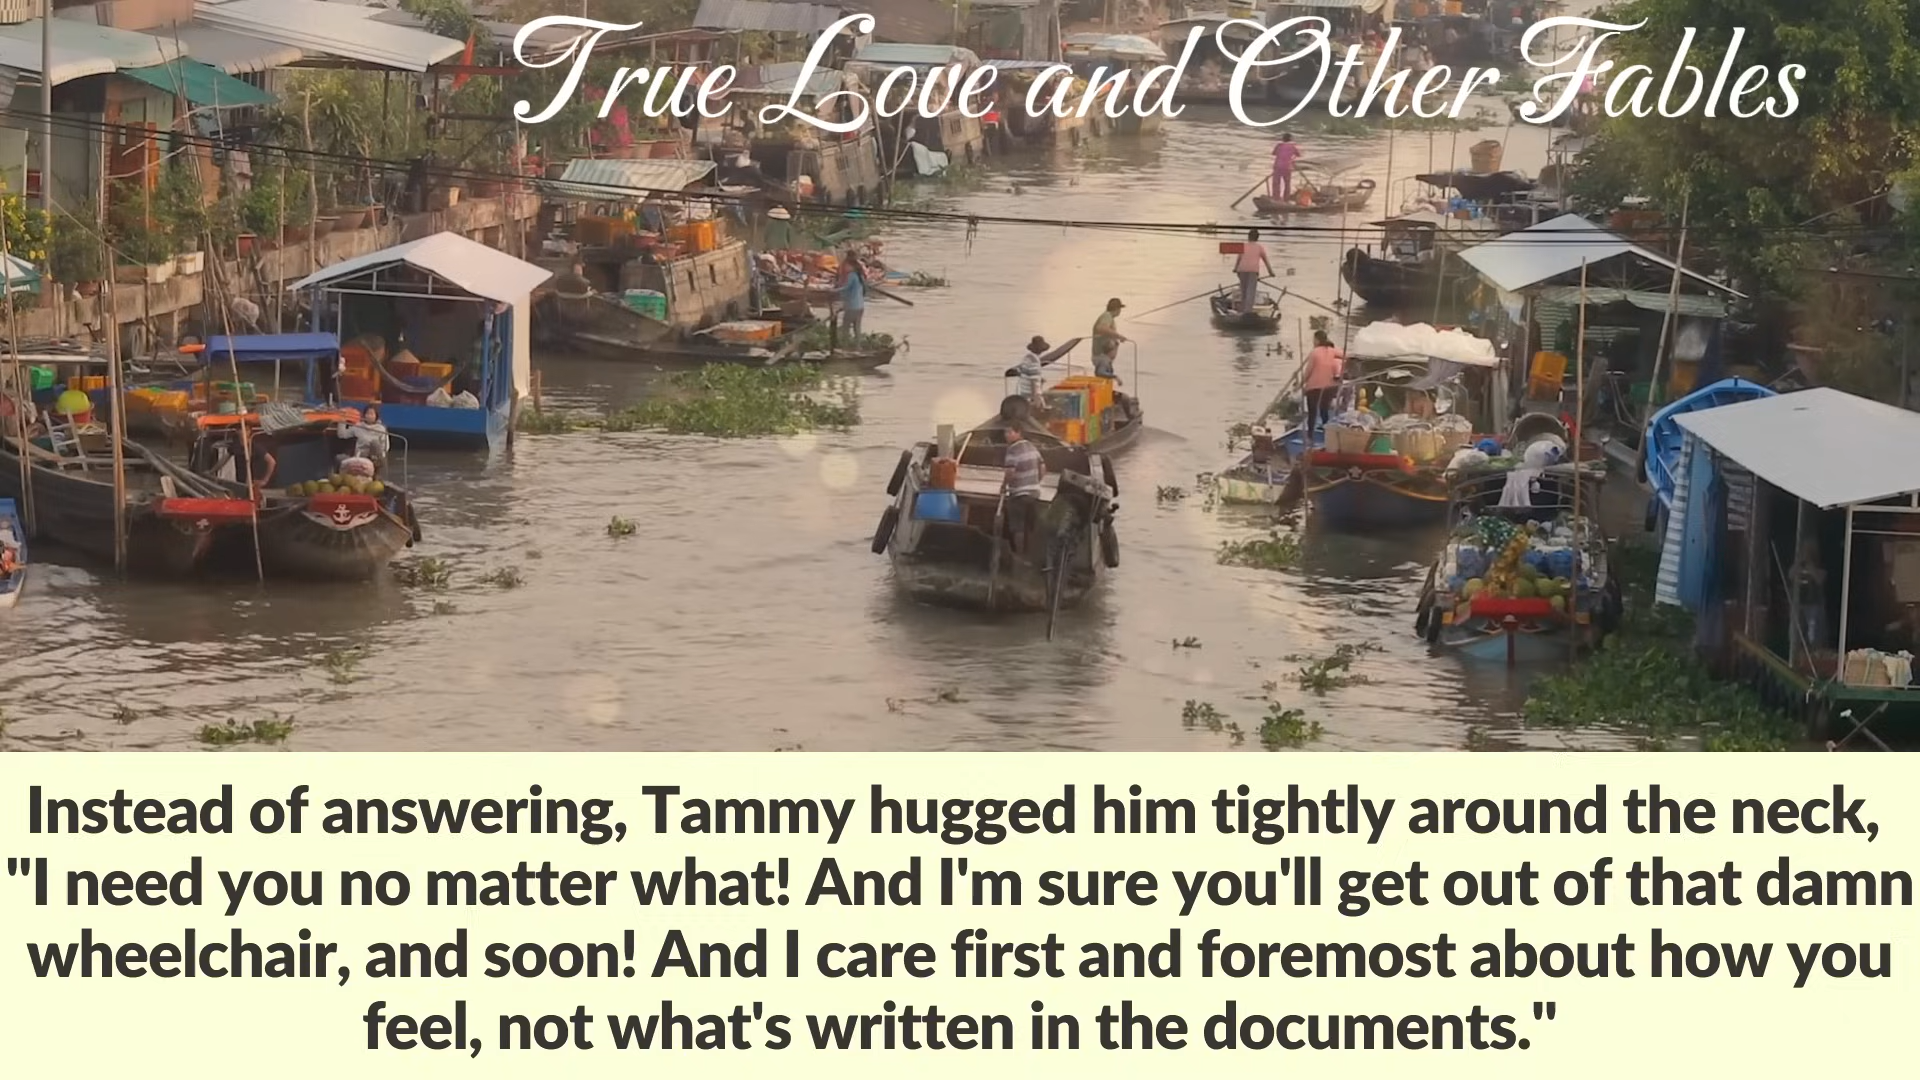 True Love and Other Fables
Instead of answering, Tammy hugged him tightly around the neck,
"I need you no matter what! And I'm sure you'll get out of that damn
wheelchair, and soon! And I care first and foremost about how you
feel, not what's written in the documents."